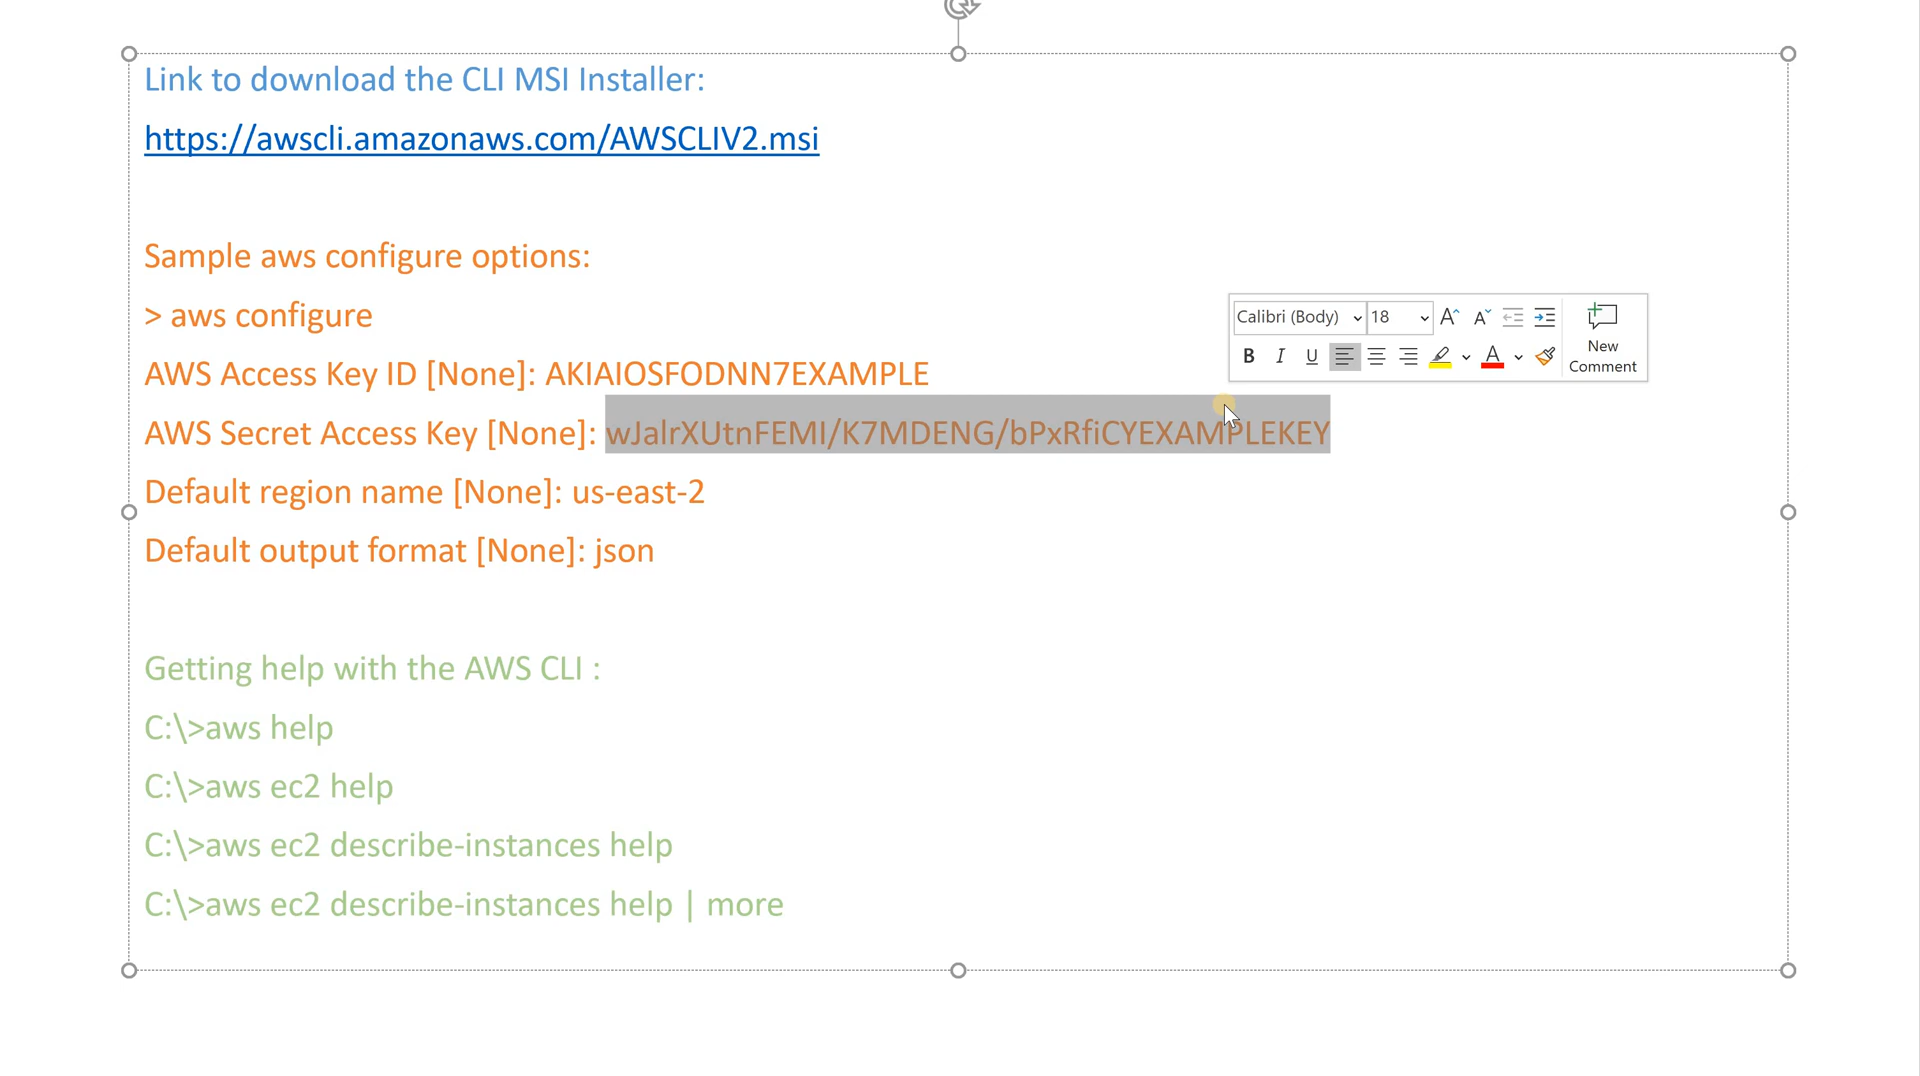 Link to download the CLI MSI Installer:
https://awscli.amazonaws.com/AWSCLIV2.msi
Sample aws configure options:
> aws configure
AWS Access Key ID [None]: AKIAIOSFODNN7EXAMPLE
AWS Secret Access Key [None]: wJalrXUtnFEMI/K7MDENG/bPxRfiCYEXAMPLEKEY
Default region name [None]: us-east-2
Default output format [None]: json
Getting help with the AWS CLI :
C:\>aws help
C:\>aws ec2 help
C:\>aws ec2 describe-instances help
C:\>aws ec2 describe-instances help | more
Calibri (Body) 18 A A
B I U A
New
Comment